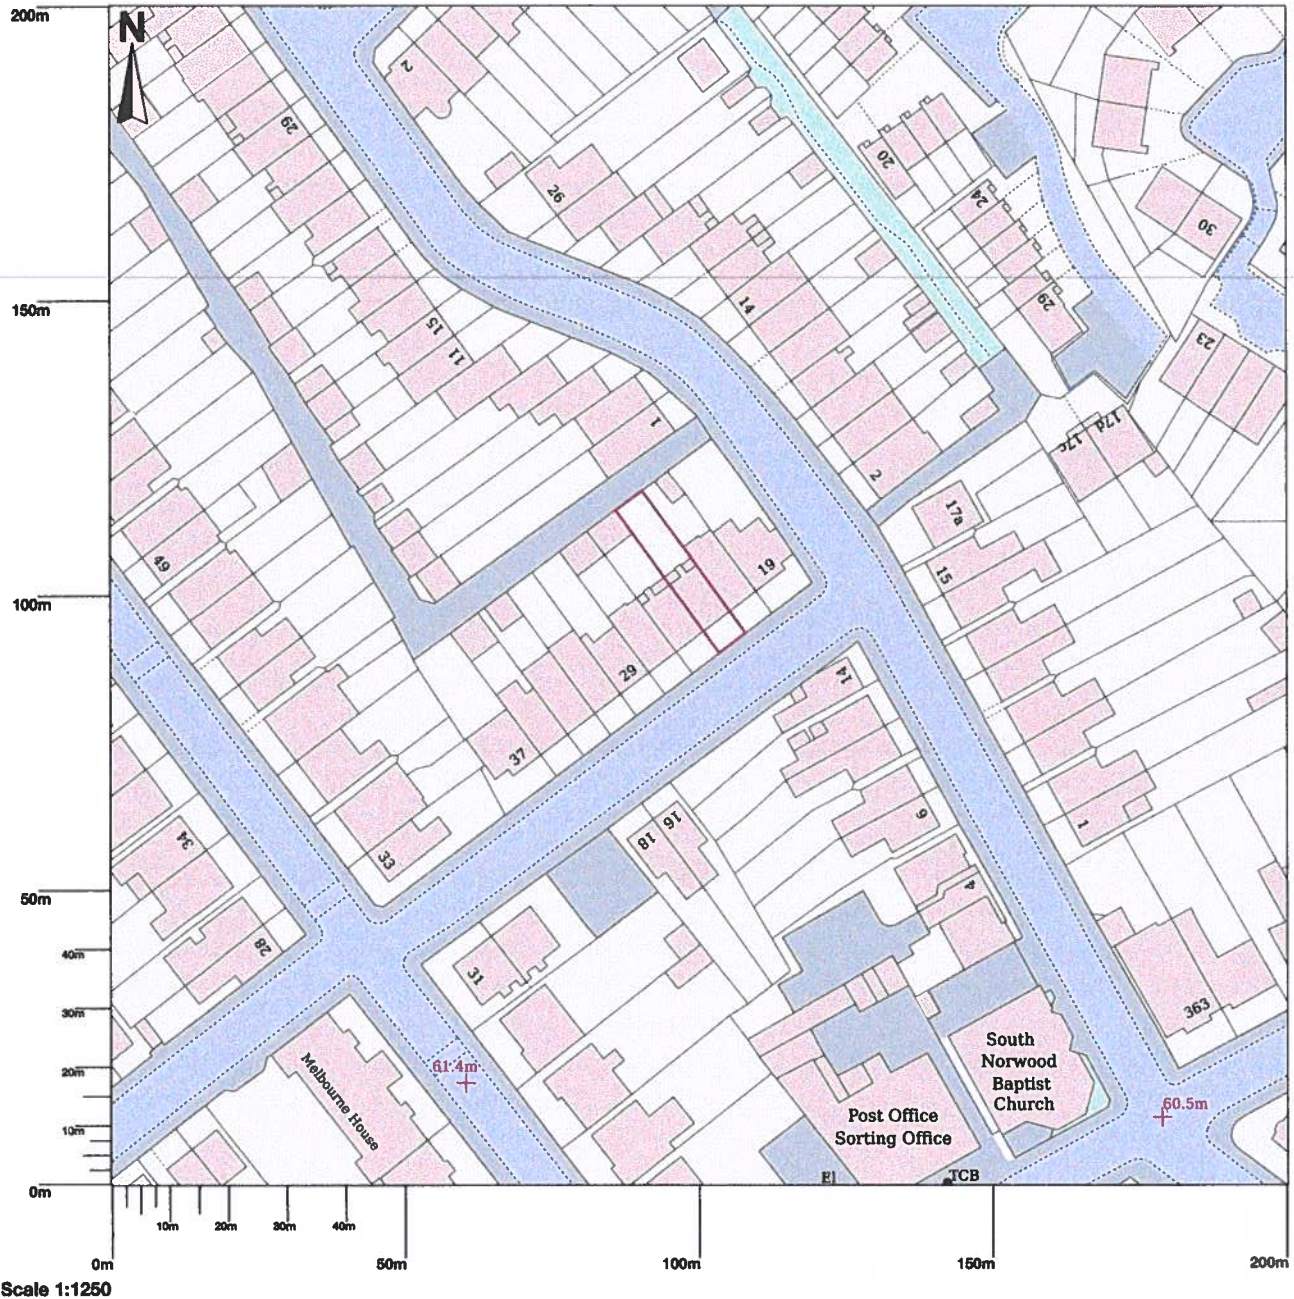 200m
N
2
29
20
26
24
30
150m
14
29
15
11
23
1
17c
17d
2
17a
49
19
15
100m
29
14
37
1
16
18
6
34
33
50m
4
28
40m
31
363
30m
Melbourne House
61.4m
20m
South
Norwood
Baptist
Church
60.5m
10m
Post Office
Sorting Office
El
TCB
0m
10m
20m
30m
40m
0m
50m
100m
150m
200m
Scale 1:1250